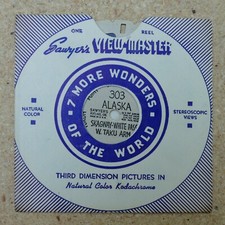 ONE REEL
Sawyer's VIEW-MASTER
7 MORE WONDERS
OF THE WORLD
303
ALASKA
SKAGWAY-WHITE PASS
W. TAKU ARM
NATURAL
COLOR
STEREOSCOPIC
VIEWS
THIRD DIMENSION PICTURES IN
Natural Color Kodachrome